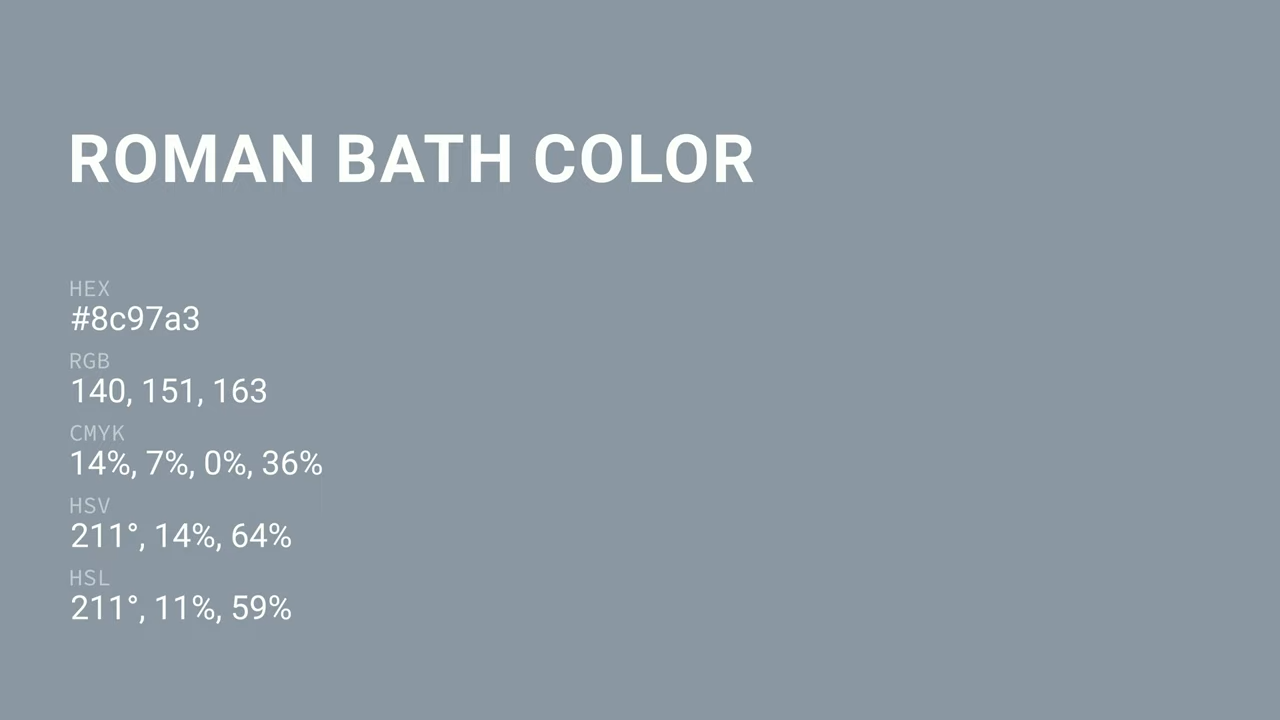 ROMAN BATH COLOR
HEX
#8c97a3
RGB
140, 151, 163
CMYK
14%, 7%, 0%, 36%
HSV
211°, 14%, 64%
HSL
211°, 11%, 59%